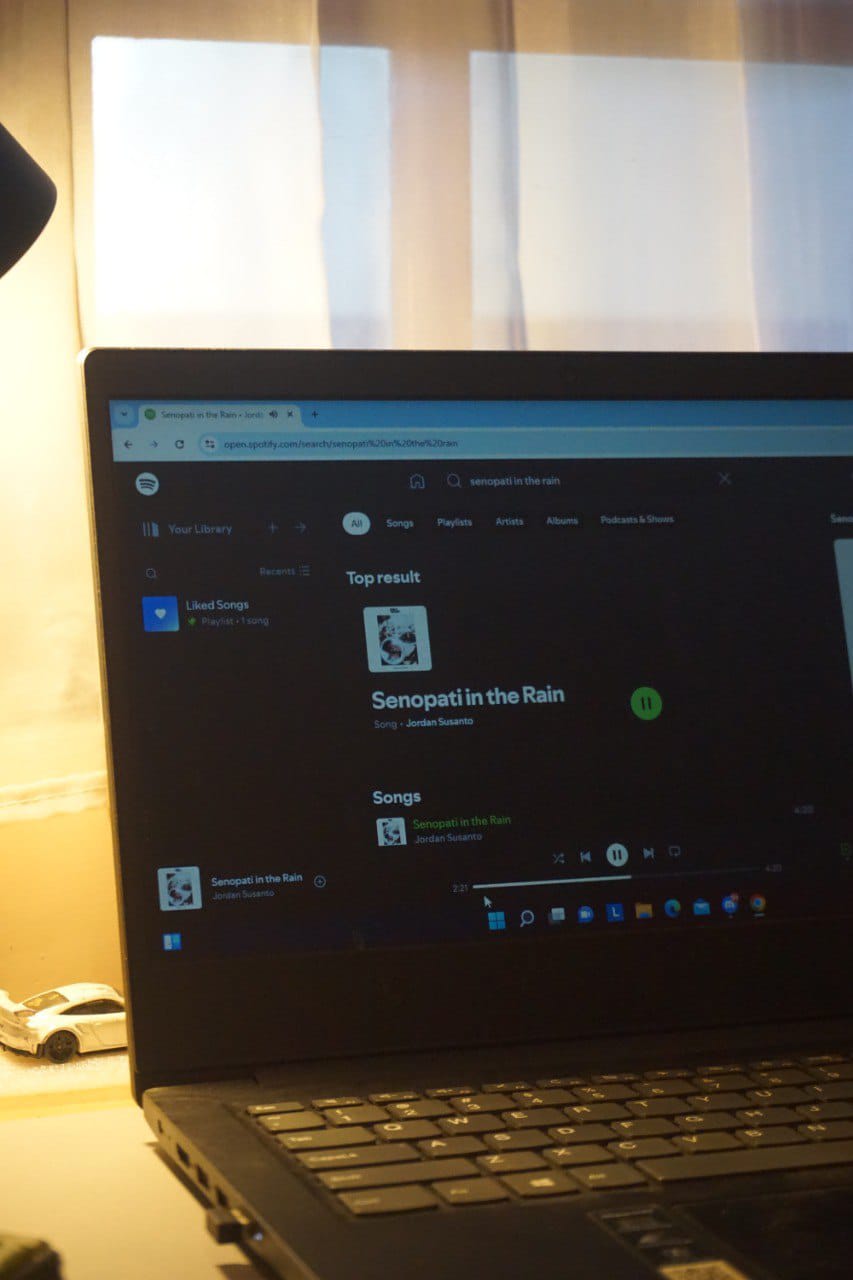 Senopati in the Rain • Jord
open.spotify.com/search/senopati%20in%20the%20rain
senopati in the rain
Your Library
All Songs Playlists Artists Albums Podcasts & Shows
Seno
Recents
Top result
Liked Songs
Playlist • 1 song
Senopati in the Rain
Song • Jordan Susanto
Songs
Senopati in the Rain
4:20
Jordan Susanto
Senopati in the Rain
Jordan Susanto
2:21
4:20
L
Q W E R T Y U
A S D F G H J
Z X C V B N